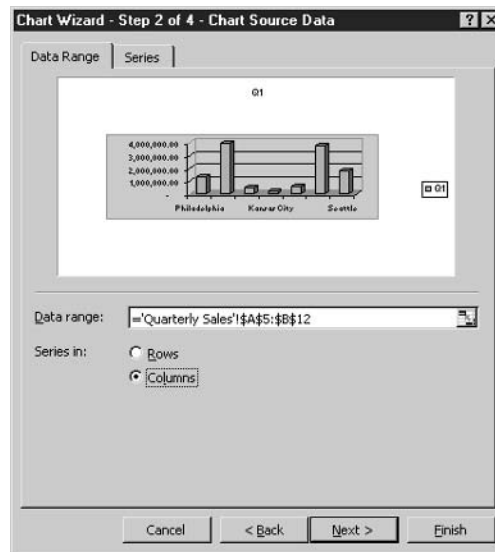 Chart Wizard - Step 2 of 4 - Chart Source Data
Data Range Series
Q1
4,000,000.00
3,000,000.00
2,000,000.00
1,000,000.00
-
Philadelphia Kansas City Seattle
Q1
Data range: ='Quarterly Sales'!$A$5:$B$12
Series in: Rows
Columns
Cancel < Back Next > Finish